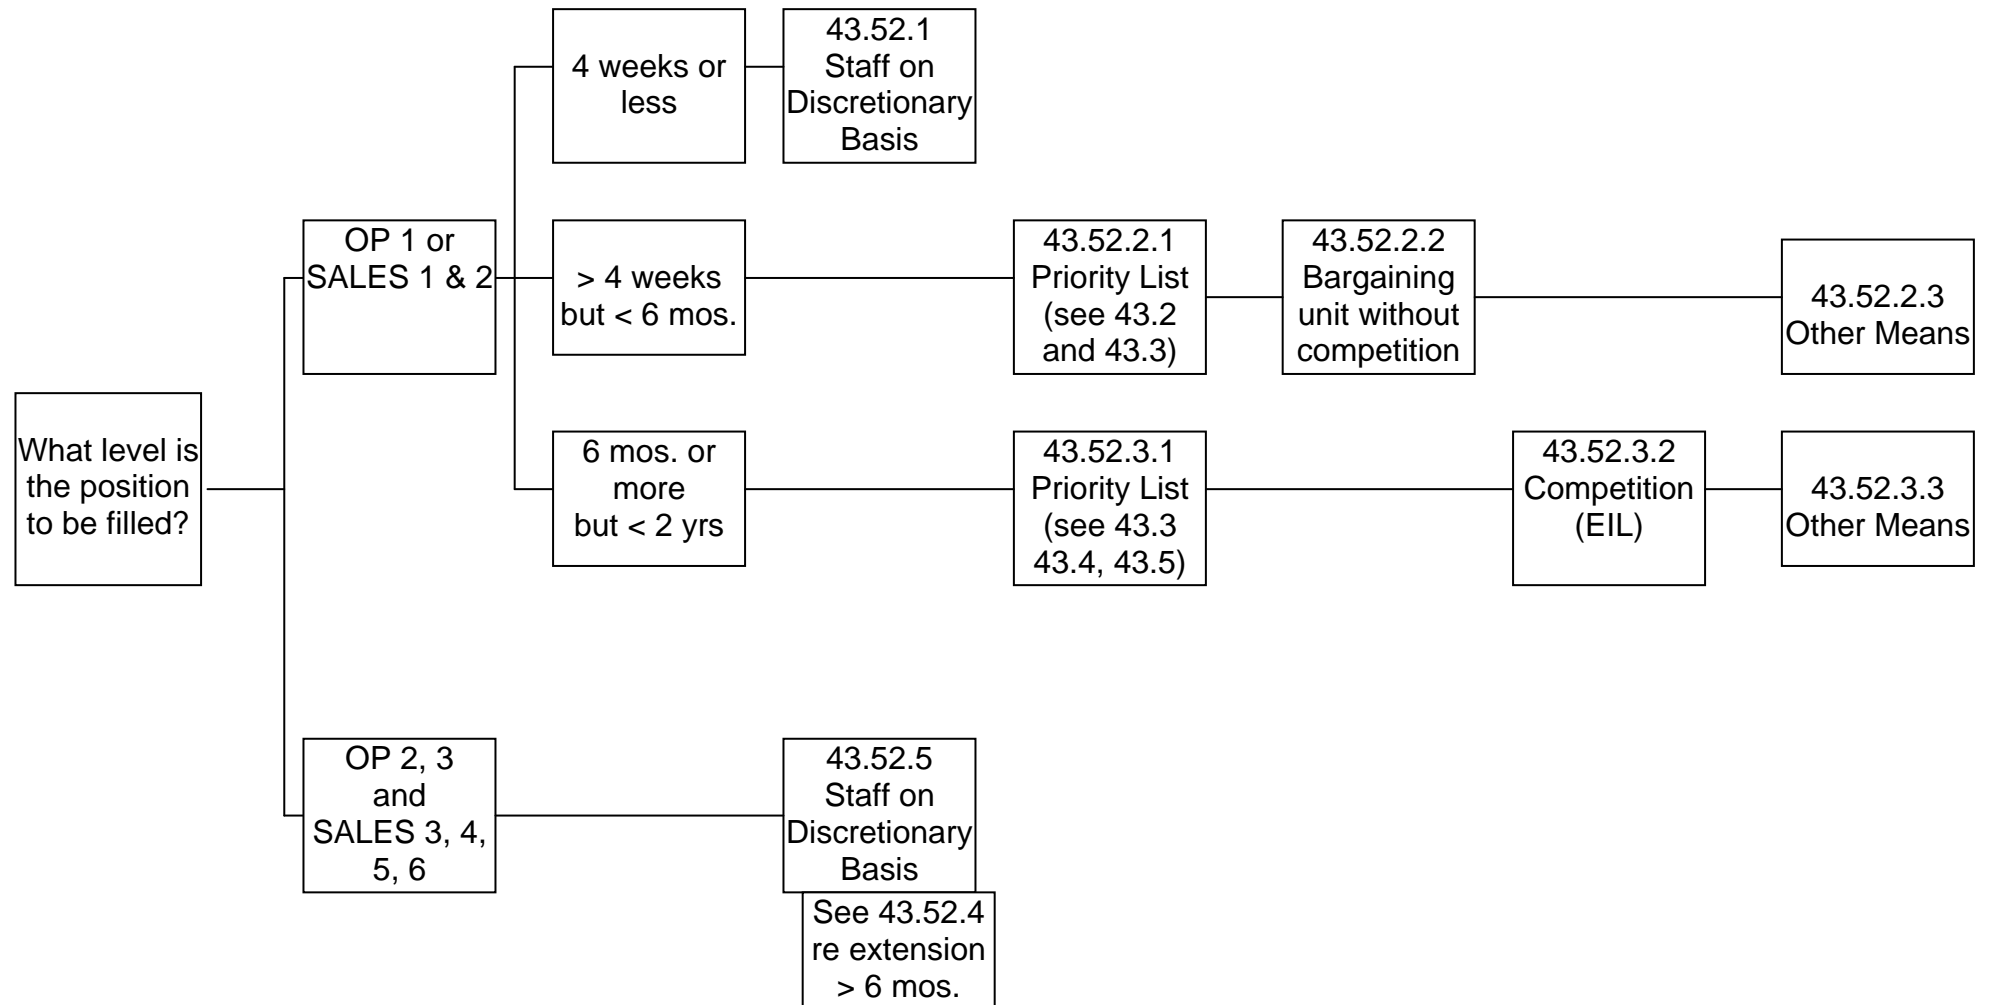 What level is
the position
to be filled?
OP 1 or
SALES 1 & 2
4 weeks or
less
43.52.1
Staff on
Discretionary
Basis
> 4 weeks
but < 6 mos.
43.52.2.1
Priority List
(see 43.2
and 43.3)
43.52.2.2
Bargaining
unit without
competition
43.52.2.3
Other Means
6 mos. or
more
but < 2 yrs
43.52.3.1
Priority List
(see 43.3
43.4, 43.5)
43.52.3.2
Competition
(EIL)
43.52.3.3
Other Means
OP 2, 3
and
SALES 3, 4,
5, 6
43.52.5
Staff on
Discretionary
Basis
See 43.52.4
re extension
> 6 mos.